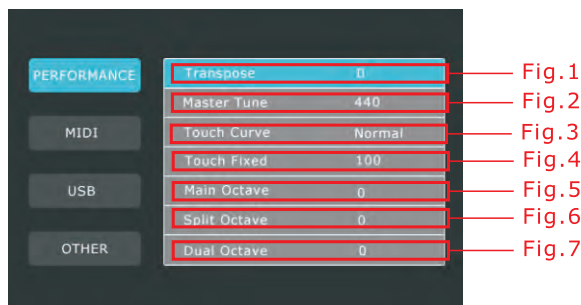 PERFORMANCE
Transpose 0 Fig.1
Master Tune 440 Fig.2
MIDI
Touch Curve Normal Fig.3
Touch Fixed 100 Fig.4
USB
Main Octave 0 Fig.5
Split Octave 0 Fig.6
OTHER
Dual Octave 0 Fig.7